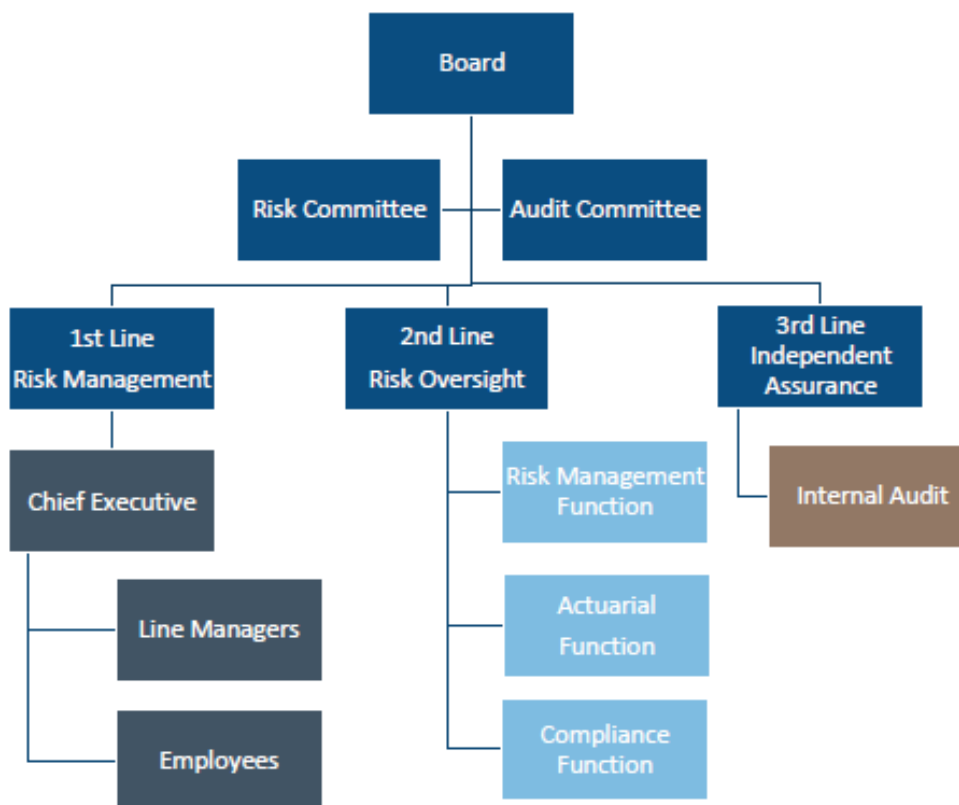 Board
Risk Committee
Audit Committee
1st Line
Risk Management
2nd Line
Risk Oversight
3rd Line
Independent
Assurance
Chief Executive
Line Managers
Employees
Risk Management
Function
Actuarial
Function
Compliance
Function
Internal Audit